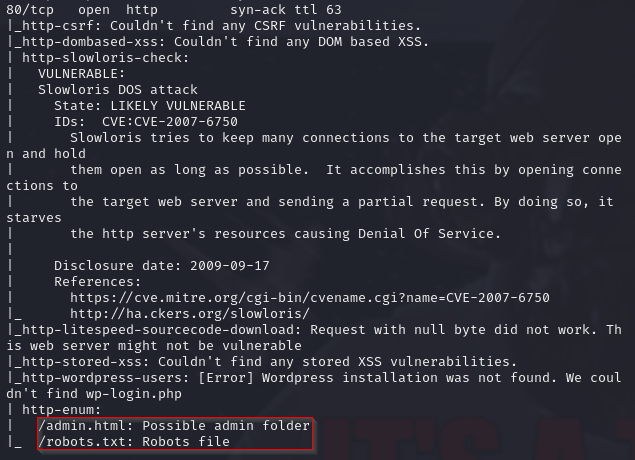 80/tcp   open  http         syn-ack ttl 63
|_http-csrf: Couldn't find any CSRF vulnerabilities.
|_http-dombased-xss: Couldn't find any DOM based XSS.
| http-slowloris-check:
|   VULNERABLE:
|   Slowloris DOS attack
|     State: LIKELY VULNERABLE
|     IDs:  CVE:CVE-2007-6750
|       Slowloris tries to keep many connections to the target web server ope
n and hold
|       them open as long as possible.  It accomplishes this by opening conne
ctions to
|       the target web server and sending a partial request. By doing so, it
starves
|       the http server's resources causing Denial Of Service.
|
|     Disclosure date: 2009-09-17
|     References:
|       https://cve.mitre.org/cgi-bin/cvename.cgi?name=CVE-2007-6750
|_      http://ha.ckers.org/slowloris/
|_http-litespeed-sourcecode-download: Request with null byte did not work. Th
is web server might not be vulnerable
|_http-stored-xss: Couldn't find any stored XSS vulnerabilities.
|_http-wordpress-users: [Error] Wordpress installation was not found. We coul
dn't find wp-login.php
| http-enum:
|   /admin.html: Possible admin folder
|_  /robots.txt: Robots file
IT'S A